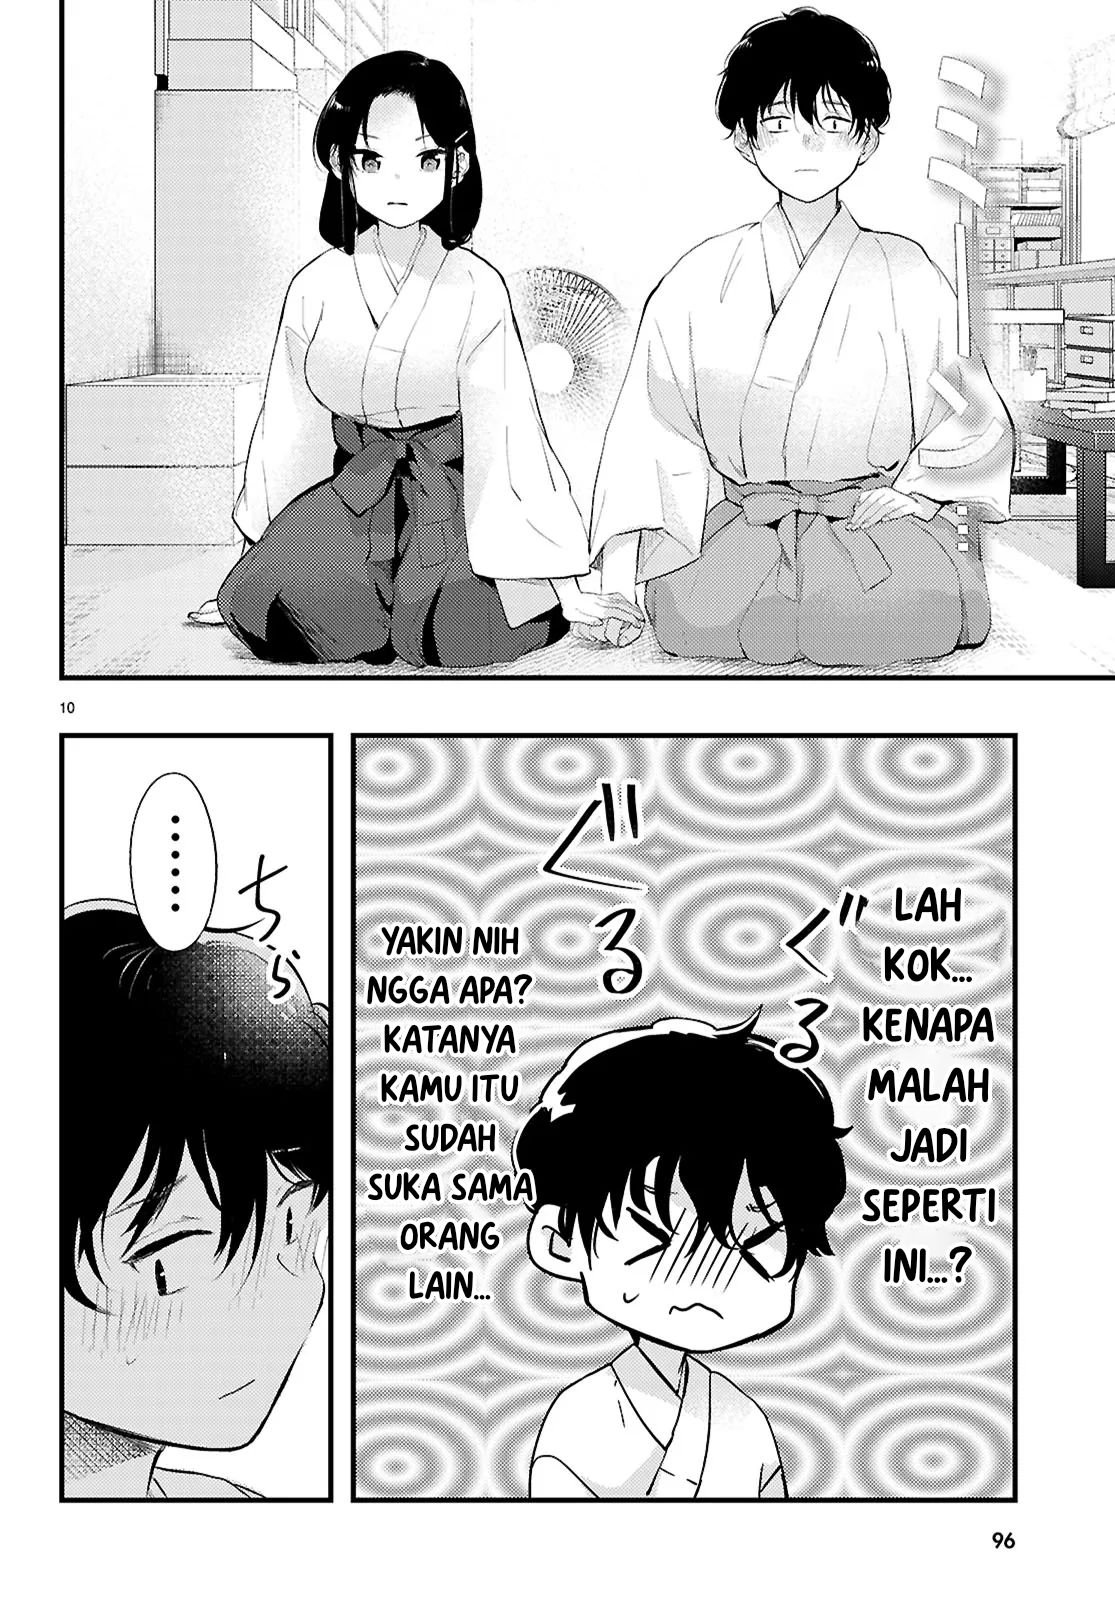 10
LAH
KOK...
KENAPA
MALAH
JADI
SEPERTI
INI...?
ぐる
ぐる
YAKIN NIH
NGGA APA?
KATANYA
KAMU ITU
SUDAH
SUKA SAMA
ORANG
LAIN...
......
ちら
96